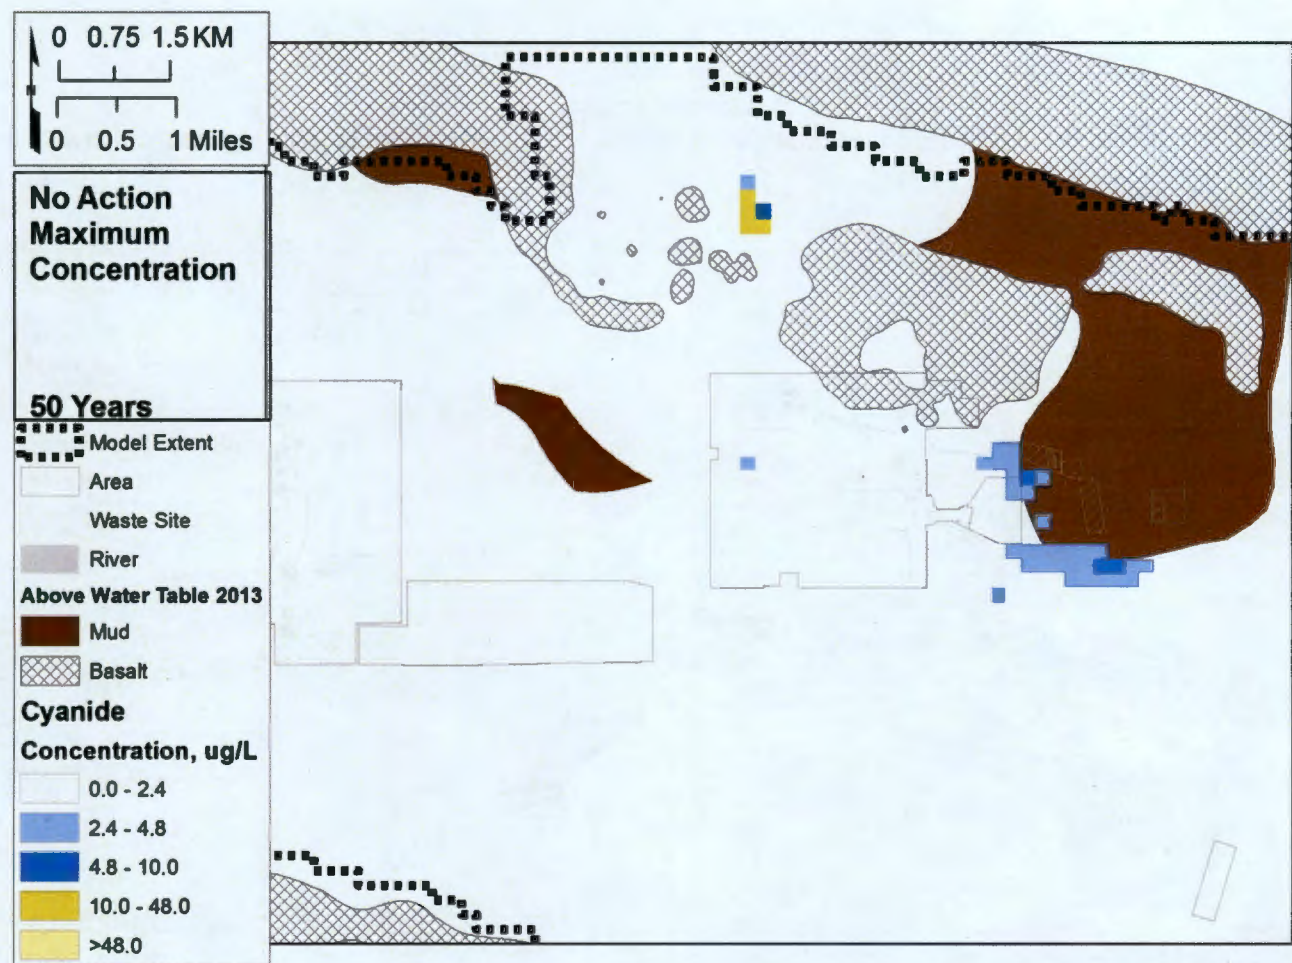 0 0.75 1.5 KM
0 0.5 1 Miles
No Action
Maximum
Concentration
50 Years
Model Extent
Area
Waste Site
River
Above Water Table 2013
Mud
Basalt
Cyanide
Concentration, ug/L
0.0 - 2.4
2.4 - 4.8
4.8 - 10.0
10.0 - 48.0
>48.0